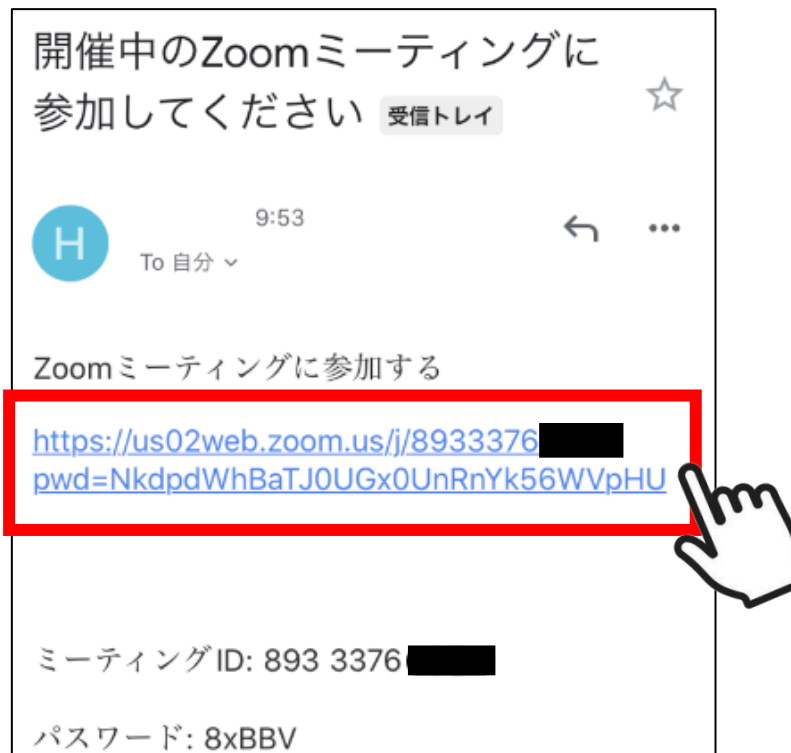 開催中のZoomミーティングに
参加してください 受信トレイ
H
9:53
To 自分
Zoomミーティングに参加する
https://us02web.zoom.us/j/8933376
pwd=NkdpdWhBaTJ0UGx0UnRnYk56WVpHU
ミーティングID: 893 3376
パスワード: 8xBBV